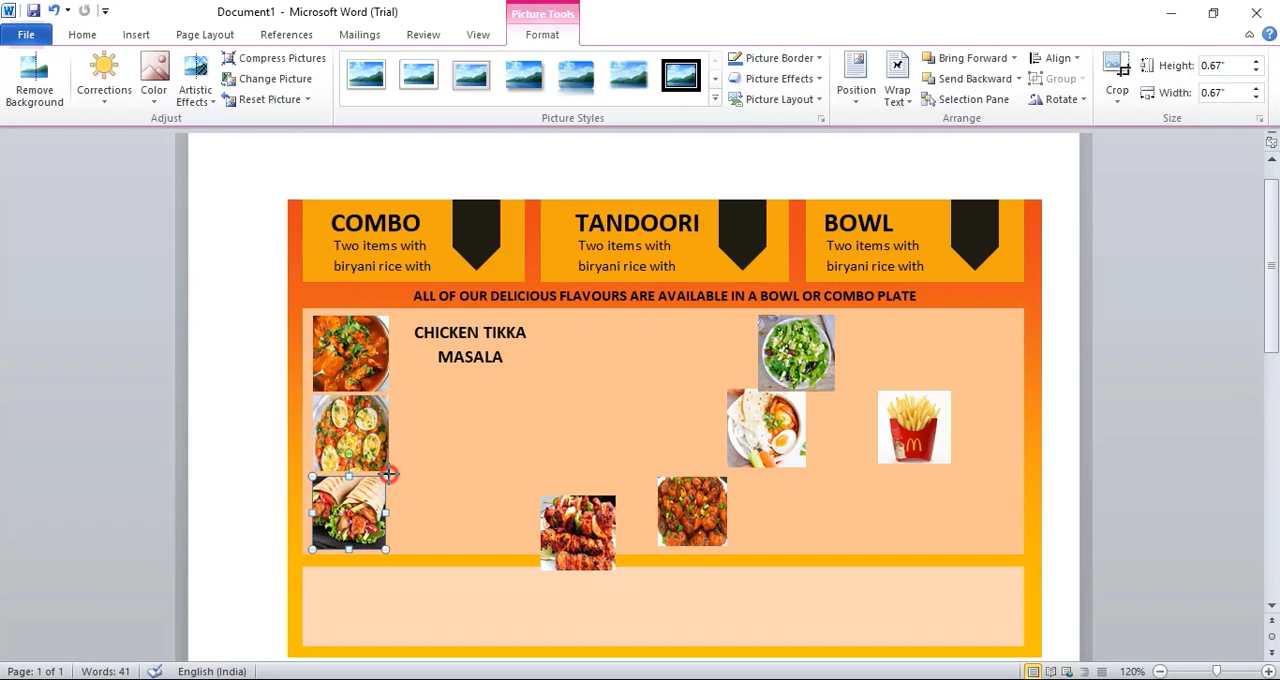 Document1 - Microsoft Word (Trial)
Picture Tools
File
Home
Insert
Page Layout
References
Mailings
Review
View
Format
Remove
Background
Corrections
Color
Artistic
Effects
Compress Pictures
Change Picture
Reset Picture
Adjust
Picture Styles
Picture Border
Picture Effects
Picture Layout
Position
Wrap
Text
Bring Forward
Send Backward
Selection Pane
Align
Group
Rotate
Arrange
Crop
Height: 0.67"
Width: 0.67"
Size
COMBO
Two items with
biryani rice with
TANDOORI
Two items with
biryani rice with
BOWL
Two items with
biryani rice with
ALL OF OUR DELICIOUS FLAVOURS ARE AVAILABLE IN A BOWL OR COMBO PLATE
CHICKEN TIKKA
MASALA
Page: 1 of 1
Words: 41
English (India)
120%